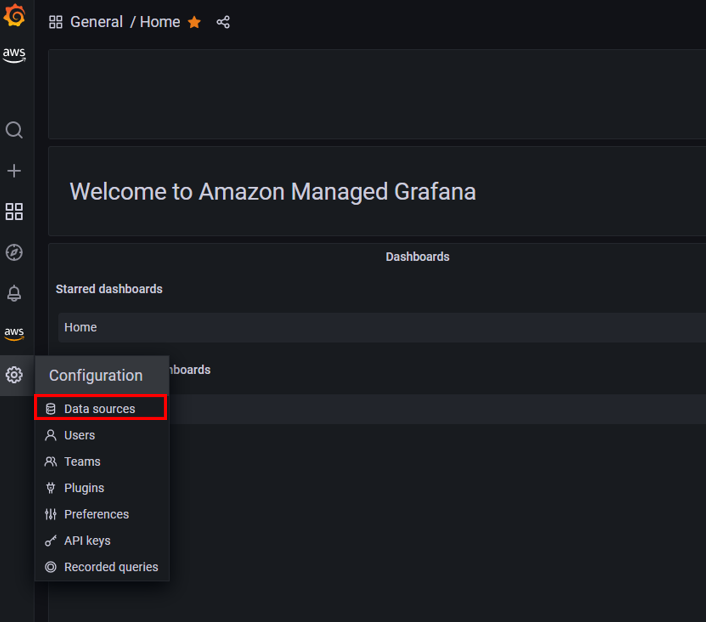 General / Home
aws
Welcome to Amazon Managed Grafana
Dashboards
Starred dashboards
Home
aws
Configuration
Data sources
Users
Teams
Plugins
Preferences
API keys
Recorded queries